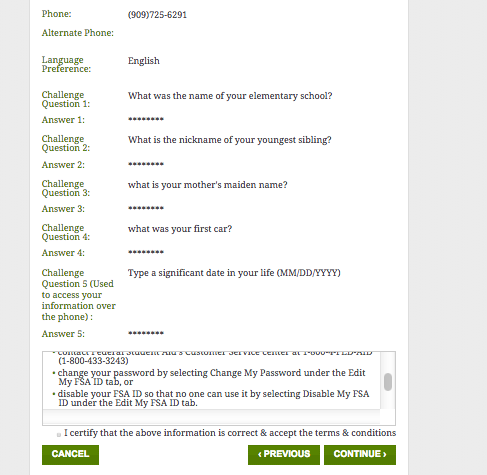 Phone: (909)725-6291
Alternate Phone:
Language
Preference: English
Challenge
Question 1: What was the name of your elementary school?
Answer 1: ********
Challenge
Question 2: What is the nickname of your youngest sibling?
Answer 2: ********
Challenge
Question 3: what is your mother's maiden name?
Answer 3: ********
Challenge
Question 4: what was your first car?
Answer 4: ********
Challenge Type a significant date in your life (MM/DD/YYYY)
Question 5 (Used
to access your
information over
the phone) :
Answer 5: ********
• contact Federal Student Aid's Customer Service center at 1-800-4-FED-AID
(1-800-433-3243)
• change your password by selecting Change My Password under the Edit
My FSA ID tab, or
• disable your FSA ID so that no one can use it by selecting Disable My FSA
ID under the Edit My FSA ID tab.
I certify that the above information is correct & accept the terms & conditions
CANCEL ‹ PREVIOUS CONTINUE ›